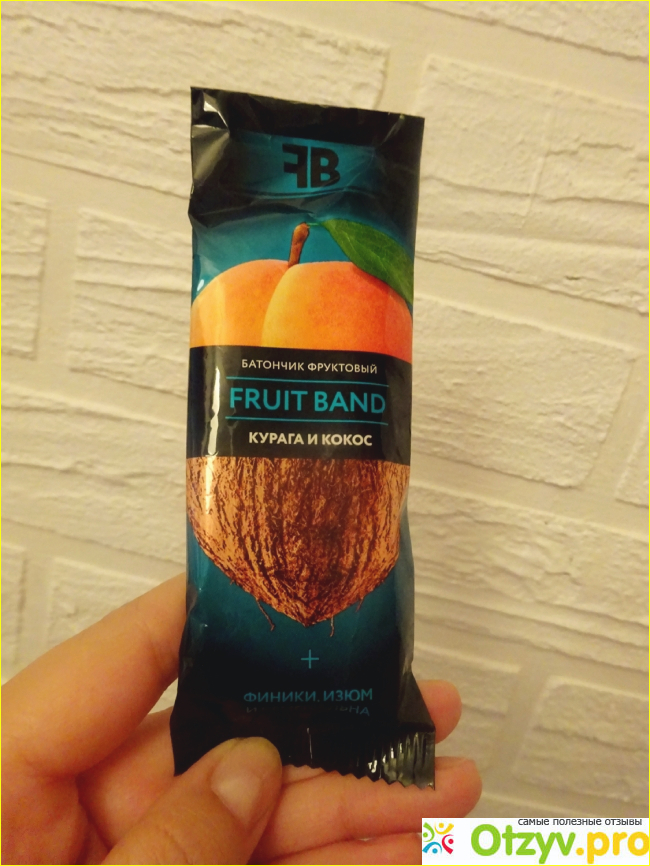 FB
БАТОНЧИК ФРУКТОВЫЙ
FRUIT BAND
КУРАГА И КОКОС
+
ФИНИКИ, ИЗЮМ
самые полезные отзывы
Otzyv.pro